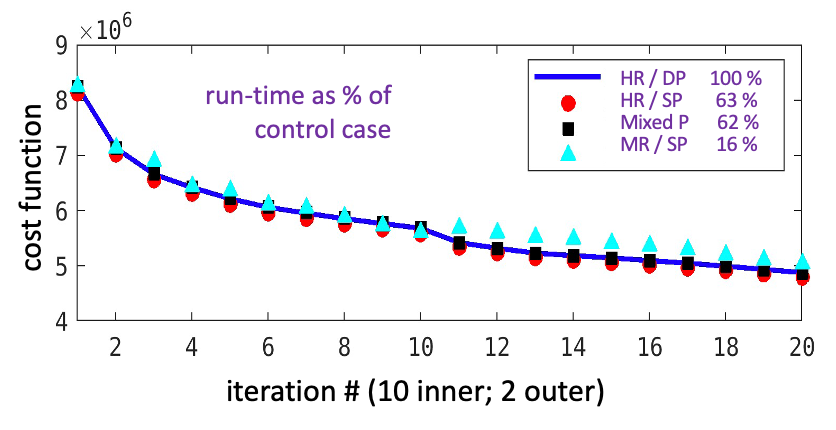 ×10⁶
9
8
7
6
5
4
cost function
run-time as % of
control case
HR / DP 100 %
HR / SP 63 %
Mixed P 62 %
MR / SP 16 %
2 4 6 8 10 12 14 16 18 20
iteration # (10 inner; 2 outer)